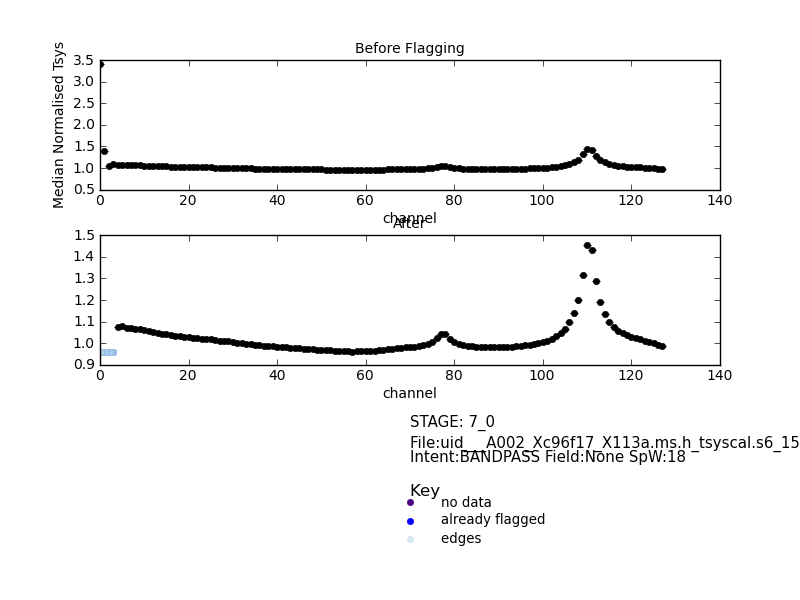 Before Flagging
Median Normalised Tsys
3.5
3.0
2.5
2.0
1.5
1.0
0.5
0 20 40 60 80 100 120 140
channel
After
1.5
1.4
1.3
1.2
1.1
1.0
0.9
0 20 40 60 80 100 120 140
channel
STAGE: 7_0
File:uid___A002_Xc96f17_X113a.ms.h_tsyscal.s6_15
Intent:BANDPASS Field:None SpW:18
Key
no data
already flagged
edges